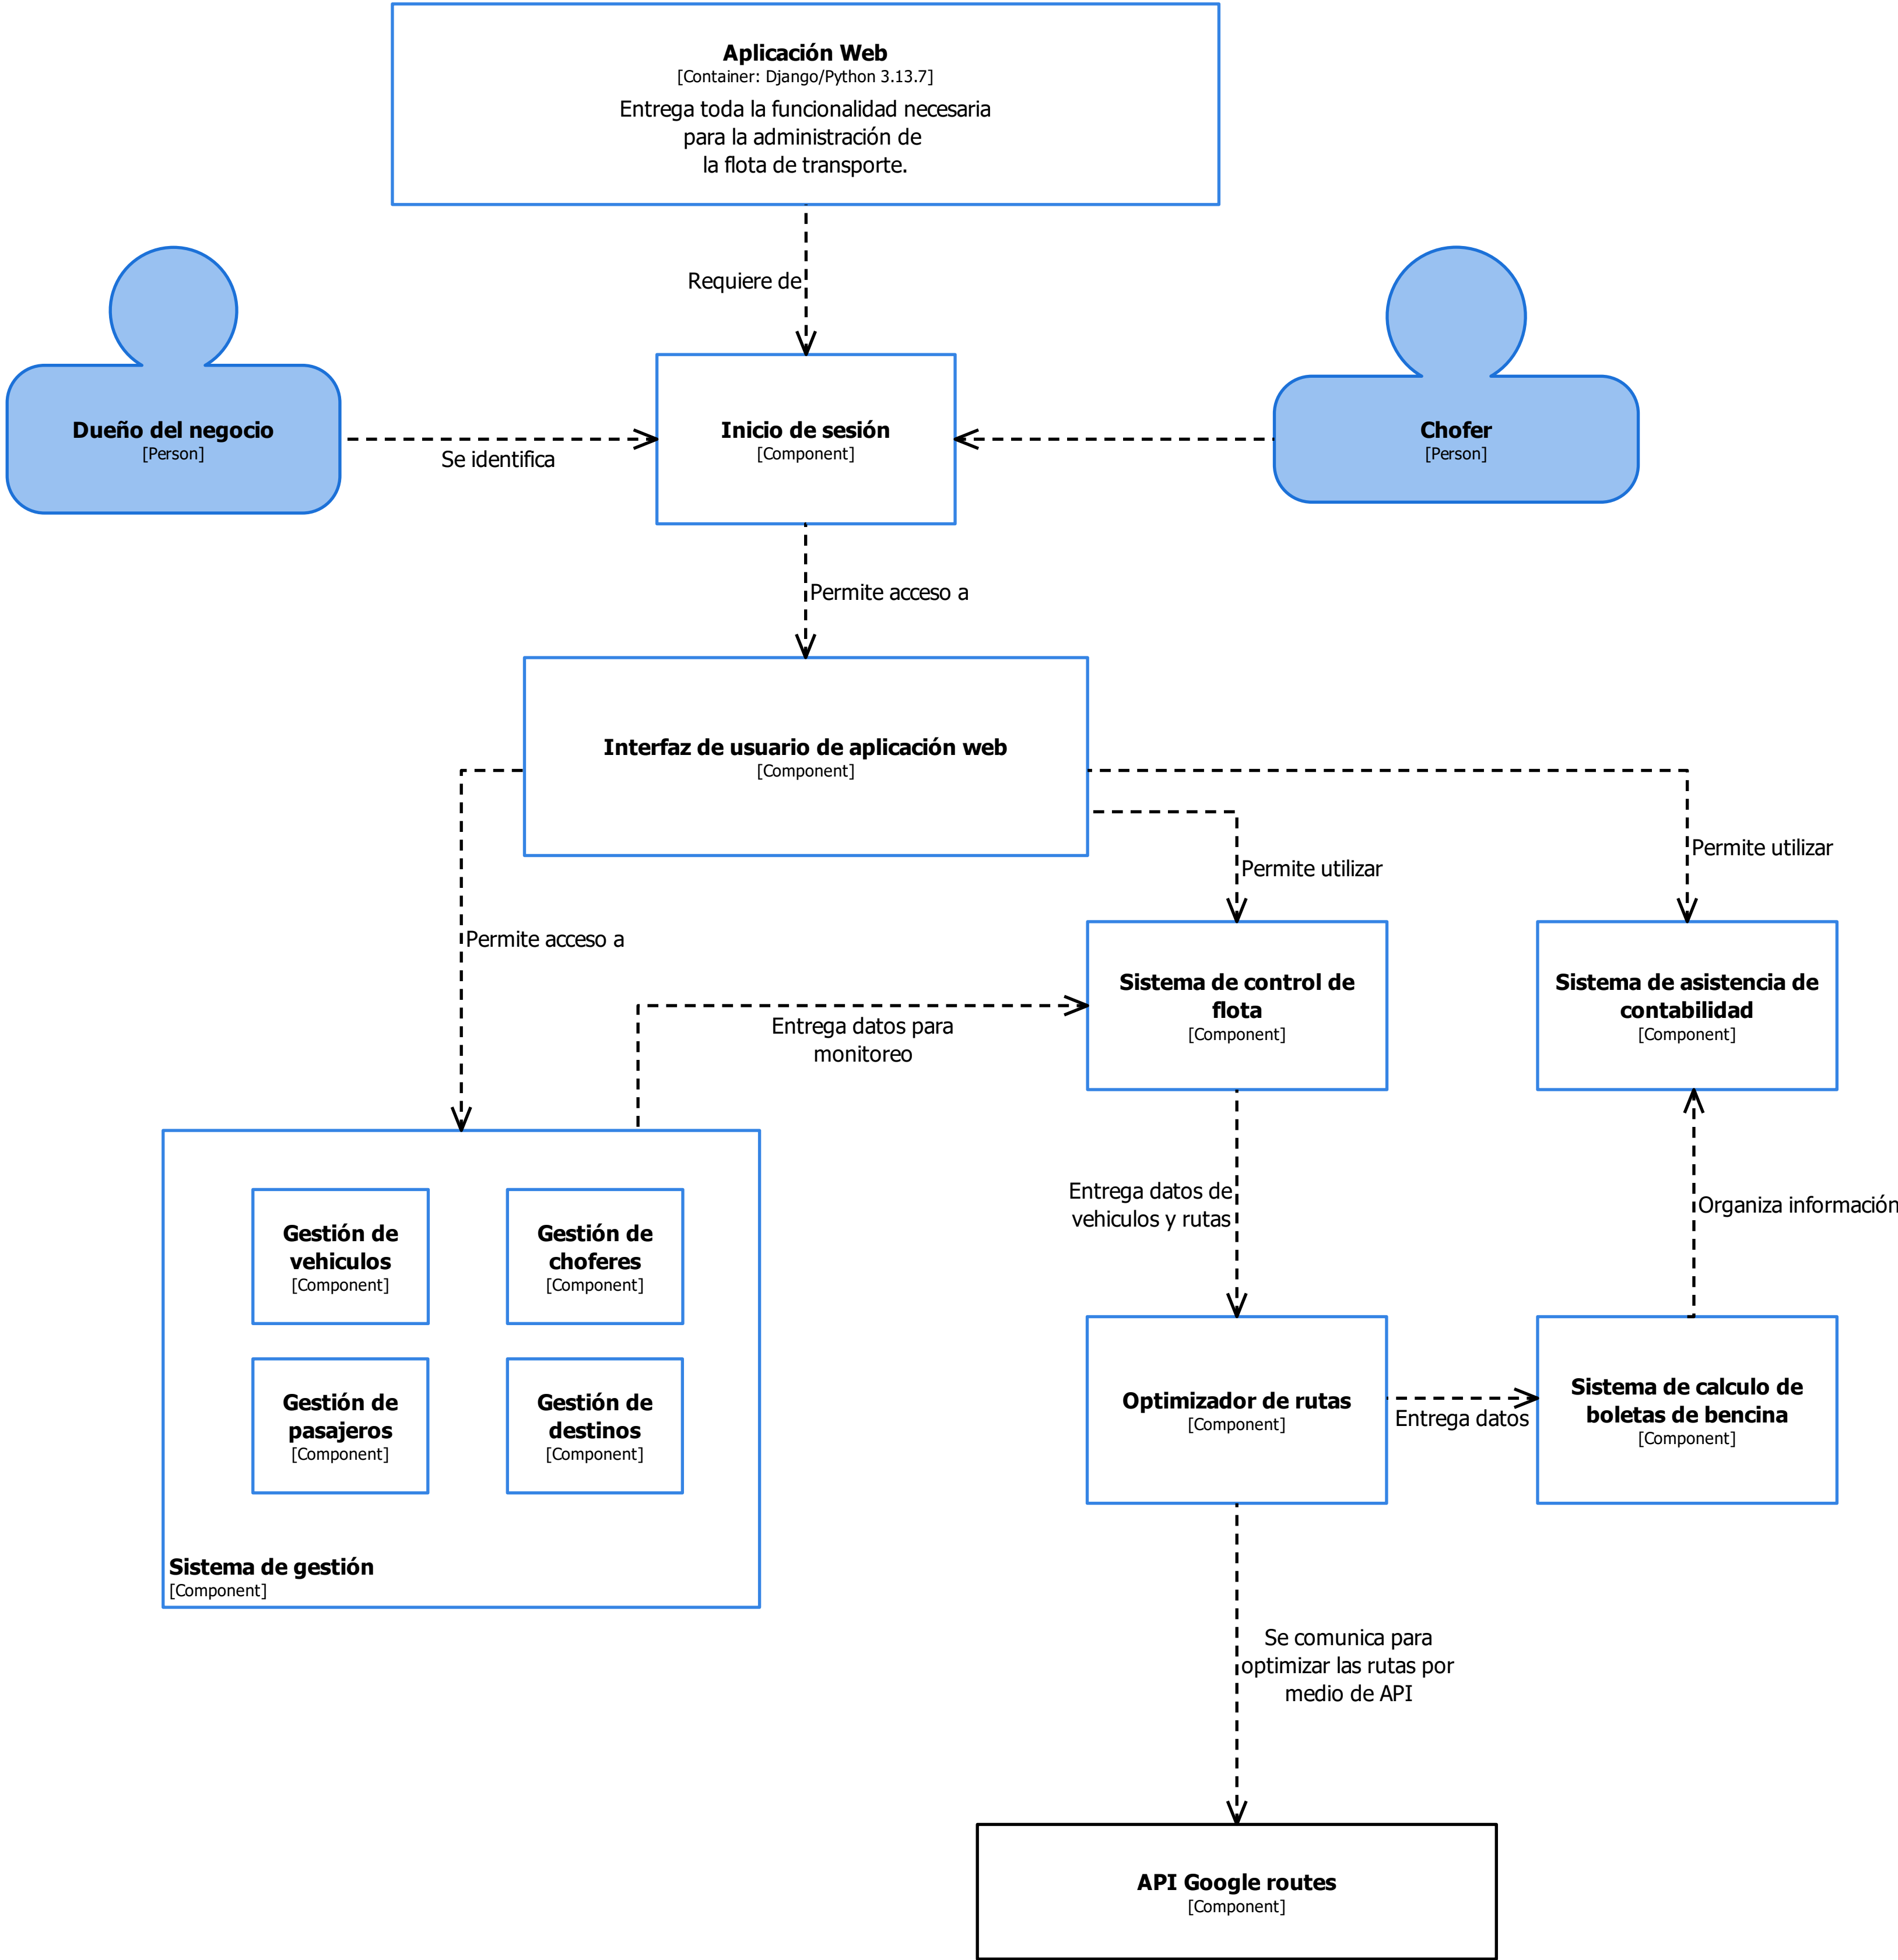 Aplicación Web
[Container: Django/Python 3.13.7]
Entrega toda la funcionalidad necesaria
para la administración de
la flota de transporte.
Requiere de
Dueño del negocio
[Person]
Se identifica
Inicio de sesión
[Component]
Chofer
[Person]
Permite acceso a
Interfaz de usuario de aplicación web
[Component]
Permite acceso a
Permite utilizar
Permite utilizar
Sistema de control de
flota
[Component]
Sistema de asistencia de
contabilidad
[Component]
Entrega datos para
monitoreo
Gestión de
vehiculos
[Component]
Gestión de
choferes
[Component]
Gestión de
pasajeros
[Component]
Gestión de
destinos
[Component]
Sistema de gestión
[Component]
Entrega datos de
vehiculos y rutas
Organiza información
Optimizador de rutas
[Component]
Entrega datos
Sistema de calculo de
boletas de bencina
[Component]
Se comunica para
optimizar las rutas por
medio de API
API Google routes
[Component]